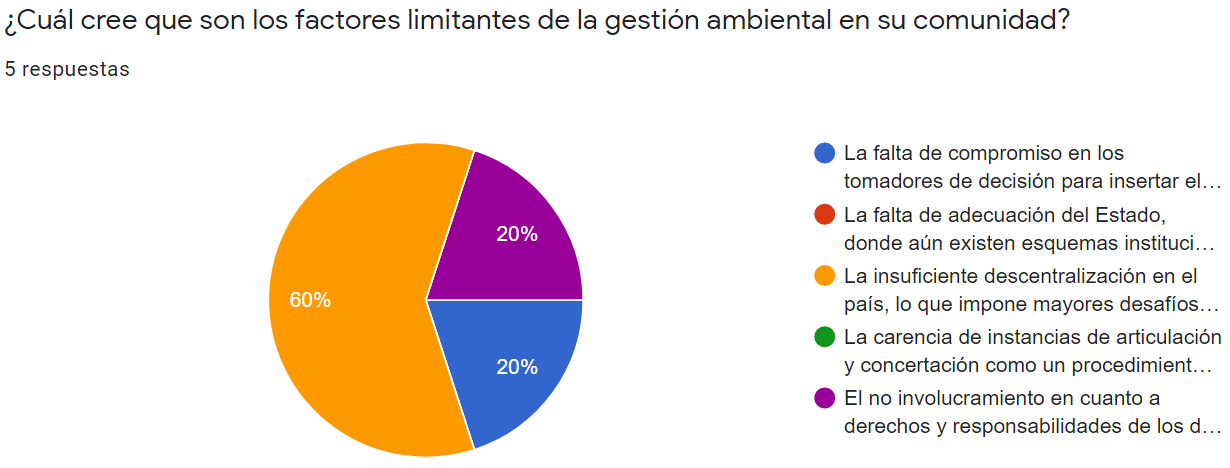 ¿Cuál cree que son los factores limitantes de la gestión ambiental en su comunidad?
5 respuestas
20%
60%
20%
La falta de compromiso en los
tomadores de decisión para insertar el…
La falta de adecuación del Estado,
donde aún existen esquemas instituci…
La insuficiente descentralización en el
país, lo que impone mayores desafíos…
La carencia de instancias de articulación
y concertación como un procedimient…
El no involucramiento en cuanto a
derechos y responsabilidades de los d…